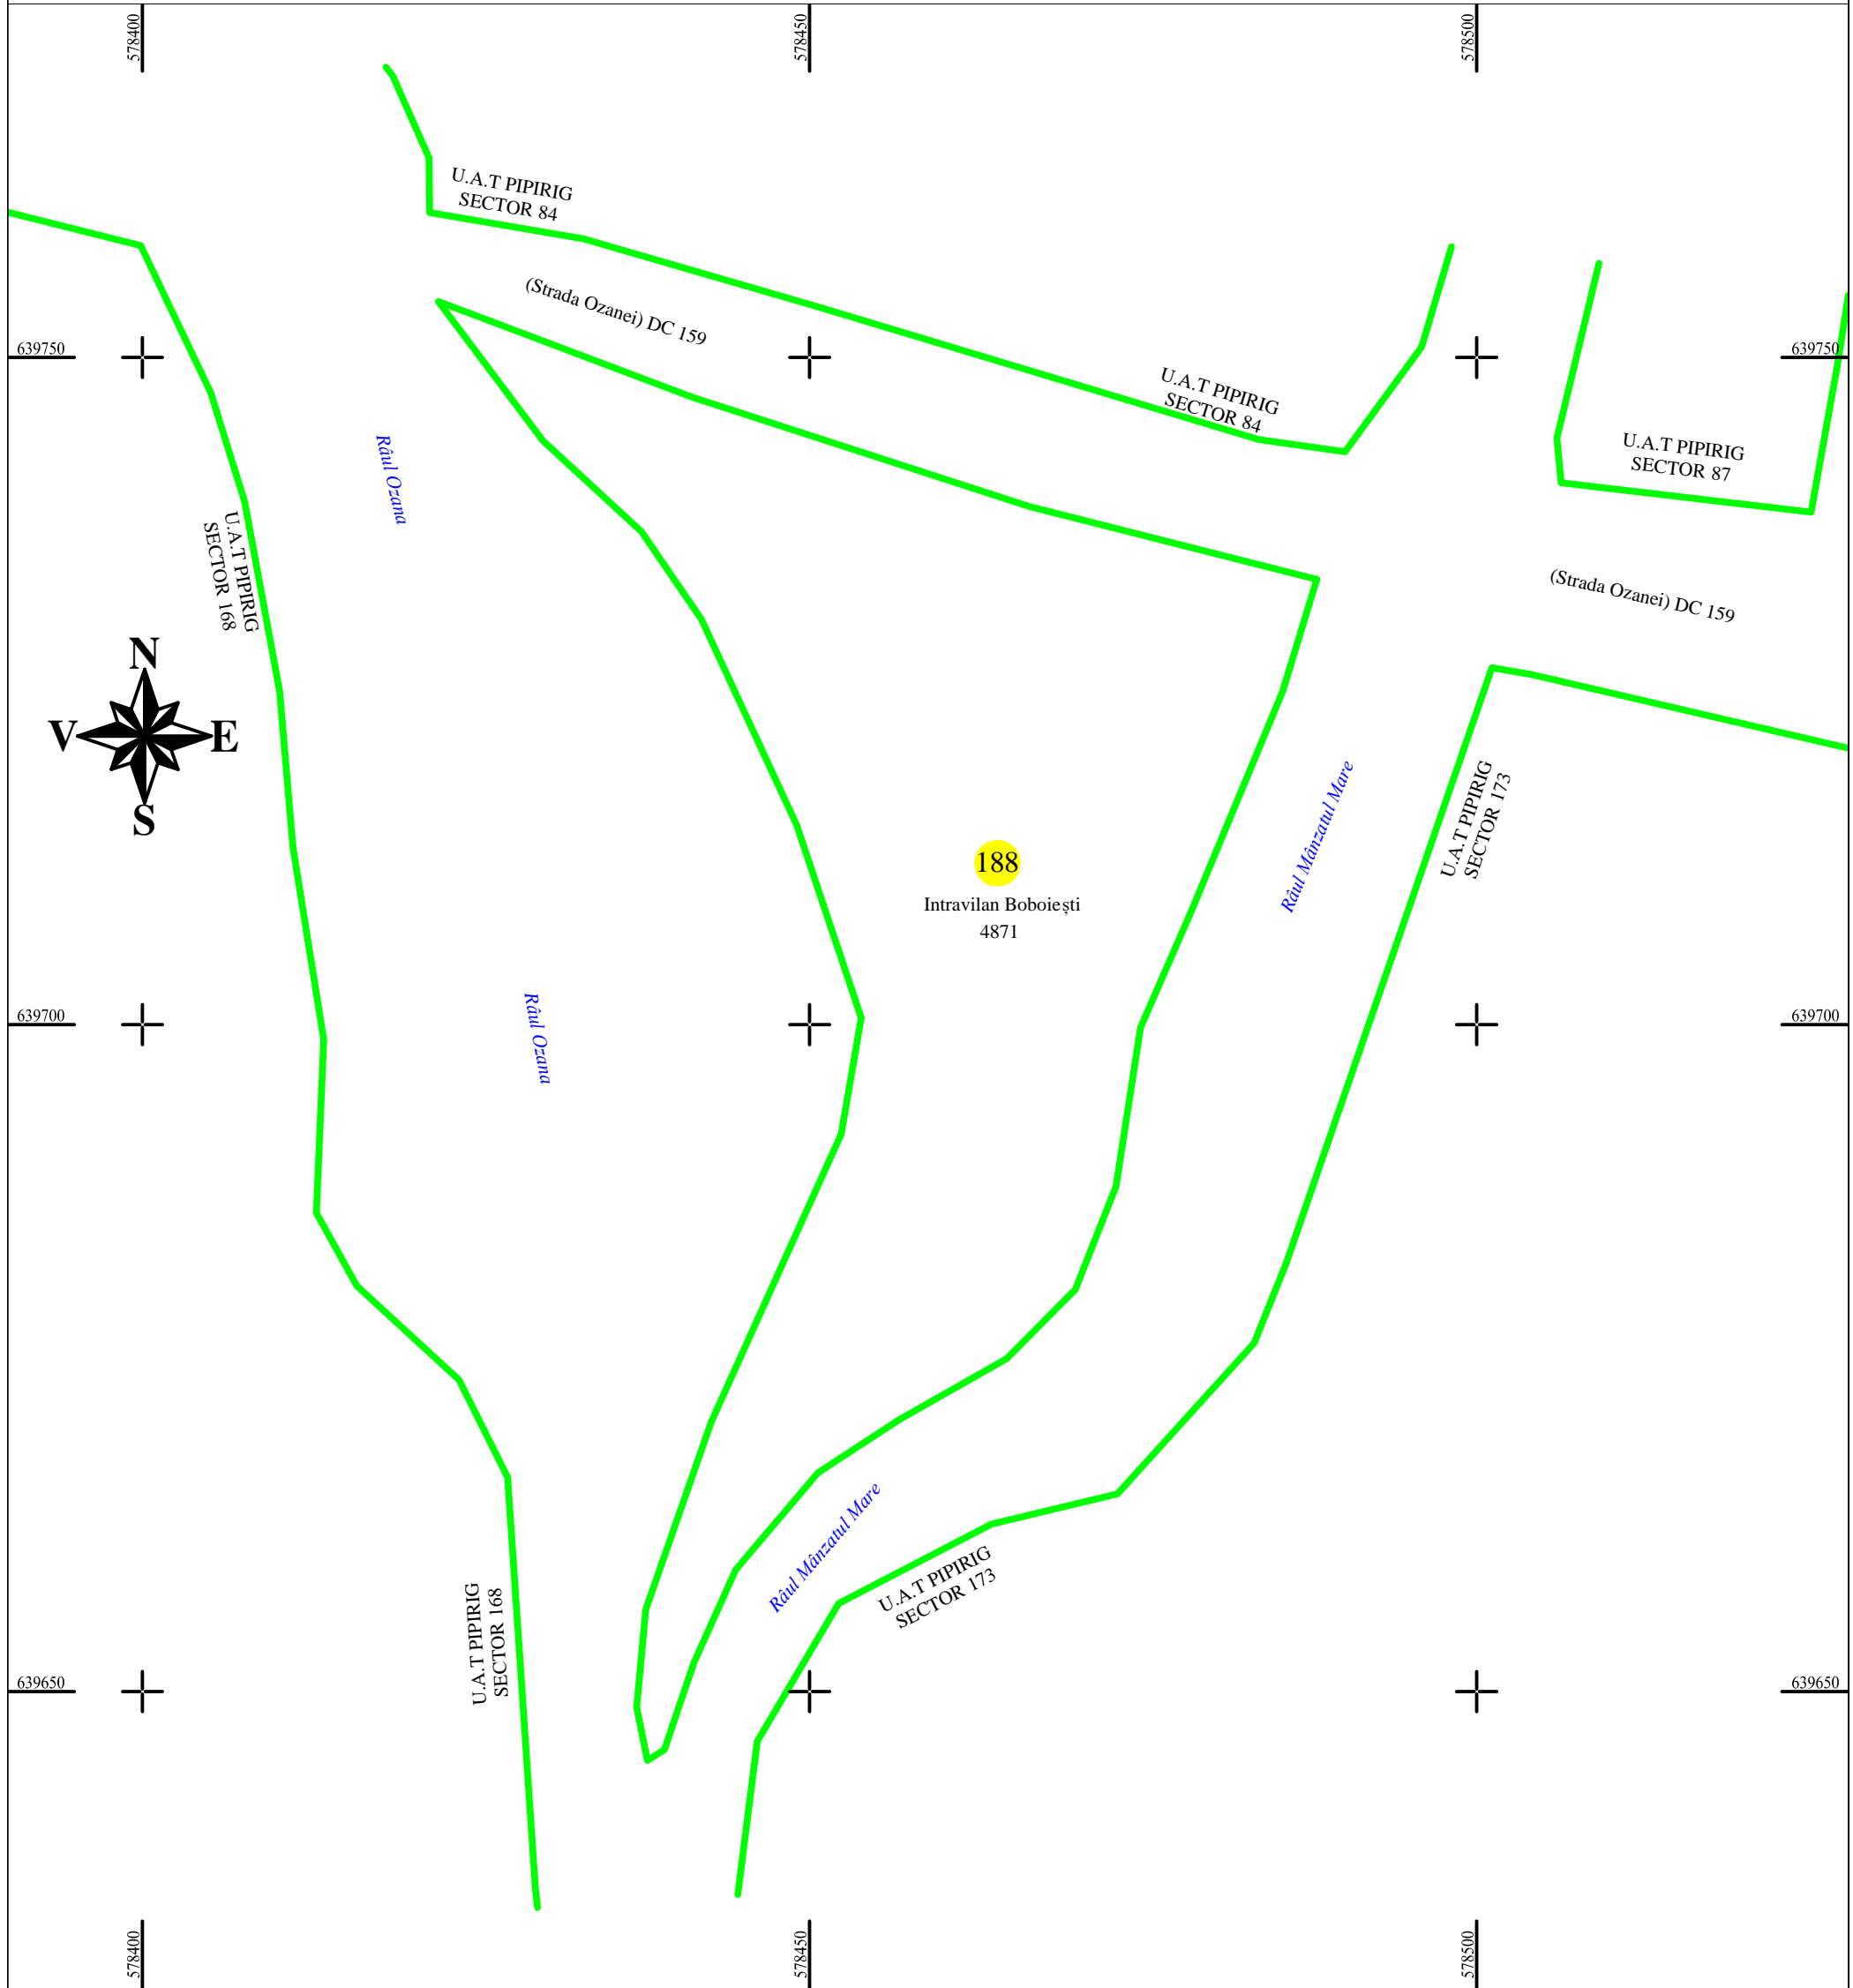 578400
578450
578500
U.A.T PIPIRIG
SECTOR 84
(Strada Ozanei) DC 159
639750
639750
U.A.T PIPIRIG
SECTOR 84
U.A.T PIPIRIG
SECTOR 87
Râul Ozana
U.A.T PIPIRIG
SECTOR 168
(Strada Ozanei) DC 159
N
V
E
S
Râul Mânzatul Mare
U.A.T PIPIRIG
SECTOR 173
188
Intravilan Boboiești
4871
639700
639700
Râul Ozana
Râul Mânzatul Mare
U.A.T PIPIRIG
SECTOR 173
U.A.T PIPIRIG
SECTOR 168
639650
639650
578400
578450
578500